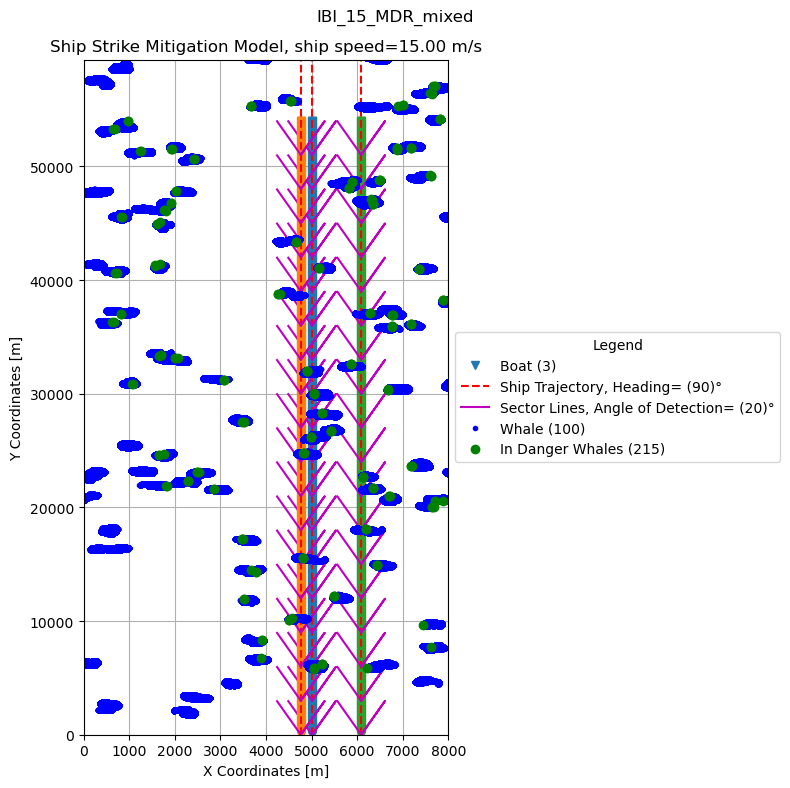 IBI_15_MDR_mixed
Ship Strike Mitigation Model, ship speed=15.00 m/s
50000
40000
30000
20000
10000
0
Y Coordinates [m]
0 1000 2000 3000 4000 5000 6000 7000 8000
X Coordinates [m]
Legend
Boat (3)
Ship Trajectory, Heading= (90)°
Sector Lines, Angle of Detection= (20)°
Whale (100)
In Danger Whales (215)